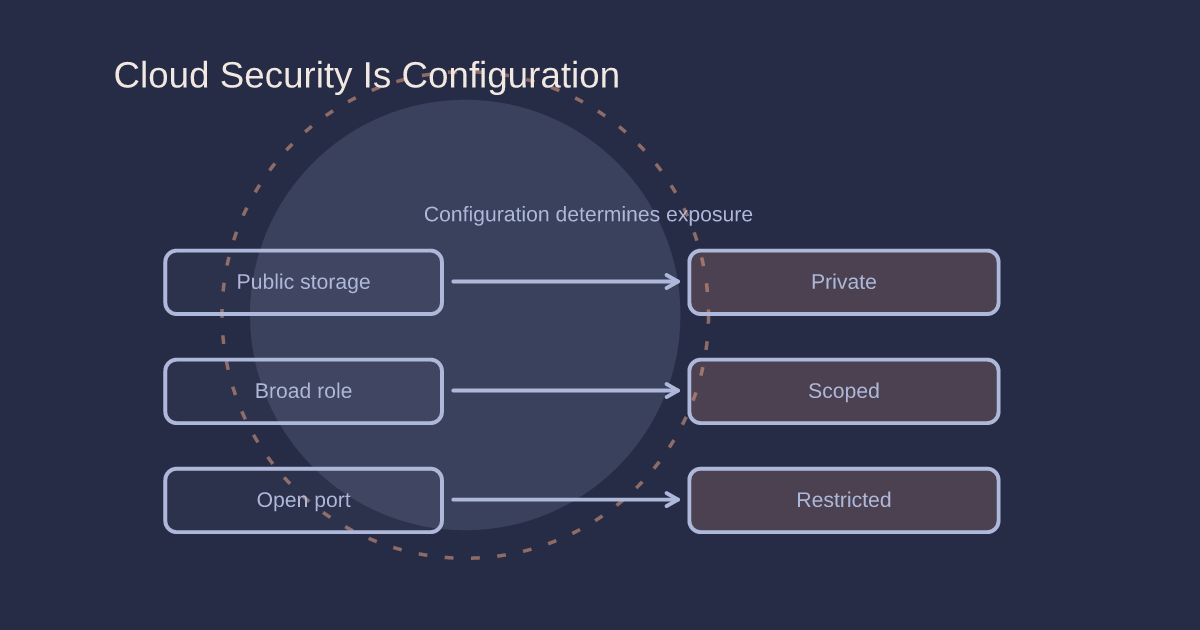 Cloud Security Is Configuration
Configuration determines exposure
Public storage
Private
Broad role
Scoped
Open port
Restricted